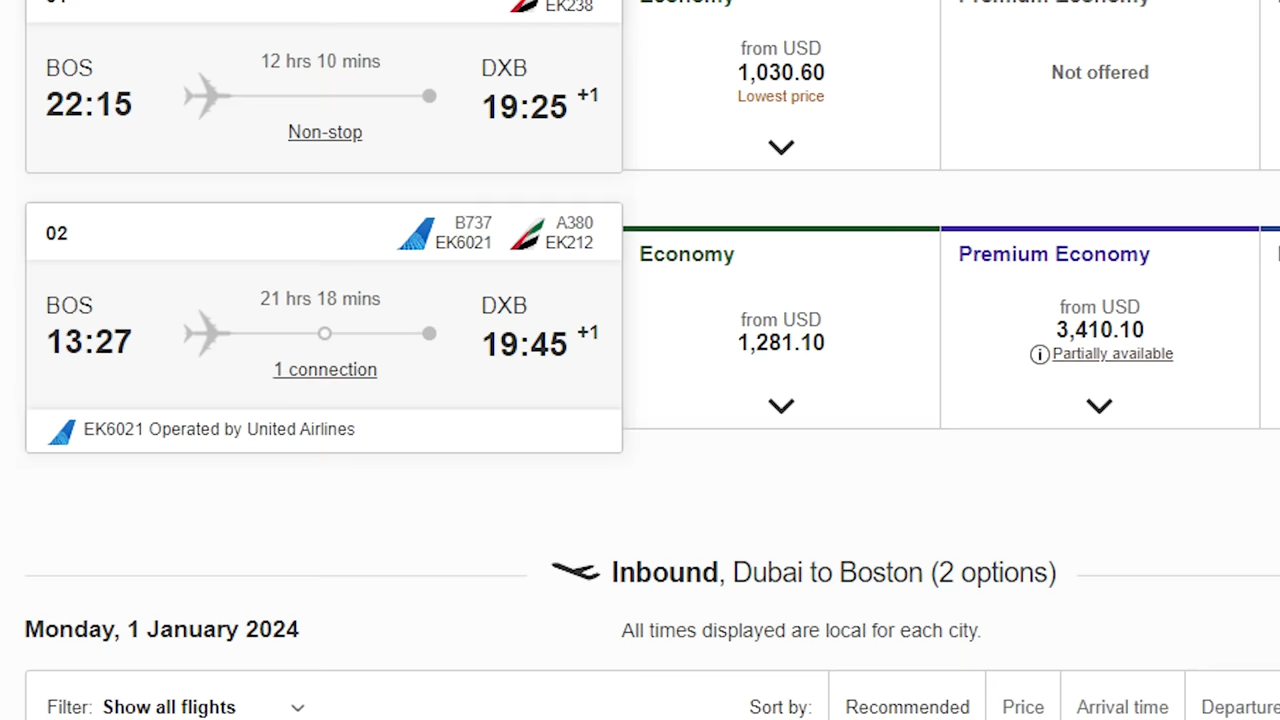 EK238
BOS
22:15
12 hrs 10 mins
Non-stop
DXB
19:25 +1
Economy
from USD
1,030.60
Lowest price
Premium Economy
Not offered
02
B737
EK6021
A380
EK212
BOS
13:27
21 hrs 18 mins
1 connection
DXB
19:45 +1
EK6021 Operated by United Airlines
Economy
from USD
1,281.10
Premium Economy
from USD
3,410.10
Partially available
Inbound, Dubai to Boston (2 options)
Monday, 1 January 2024
All times displayed are local for each city.
Filter: Show all flights
Sort by:
Recommended
Price
Arrival time
Departure